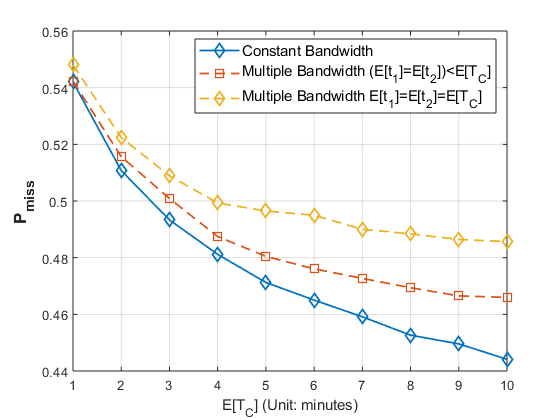 0.56
0.54
0.52
0.5
0.48
0.46
0.44
P_miss
Constant Bandwidth
Multiple Bandwidth (E[t_1]=E[t_2])<E[T_C]
Multiple Bandwidth E[t_1]=E[t_2]=E[T_C]
1 2 3 4 5 6 7 8 9 10
E[T_C] (Unit: minutes)